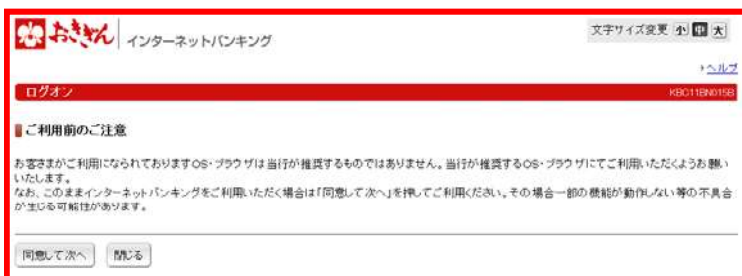 おきぎん インターネットバンキング
文字サイズ変更 小 中 大
ヘルプ
ログオン KBC11BN015B
ご利用前のご注意
お客さまがご利用になられておりますOS・ブラウザは当行が推奨するものではありません。当行が推奨するOS・ブラウザにてご利用いただくようお願い
いたします。
なお、このままインターネットバンキングをご利用いただく場合は「同意して次へ」を押してご利用ください。その場合一部の機能が動作しない等の不具合
が生じる可能性があります。
同意して次へ 閉じる